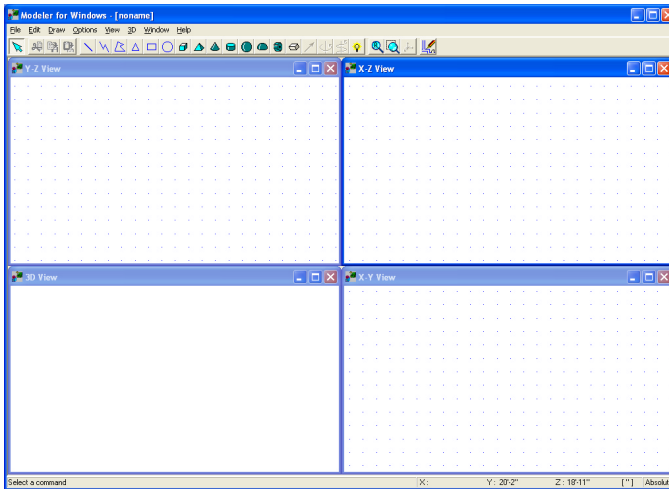 Modeler for Windows - [noname]
File Edit Draw Options View 3D Window Help
Y-Z View
X-Z View
3D View
X-Y View
Select a command X: Y: 20'-2" Z: 18'-11" ["] Absolut